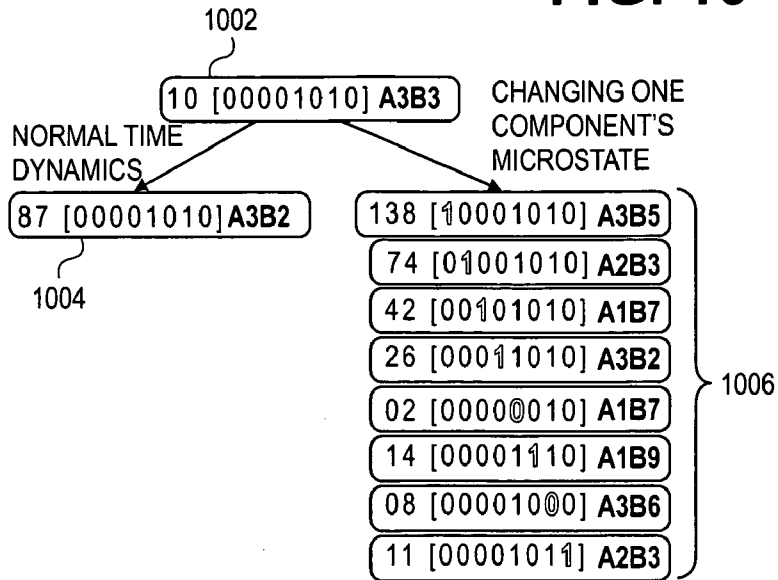 1002
10 [00001010] A3B3
NORMAL TIME
DYNAMICS
CHANGING ONE
COMPONENT'S
MICROSTATE
87 [00001010] A3B2
1004
138 [10001010] A3B5
74 [01001010] A2B3
42 [00101010] A1B7
26 [00011010] A3B2
02 [00000010] A1B7
14 [00001110] A1B9
08 [00001000] A3B6
11 [00001011] A2B3
1006